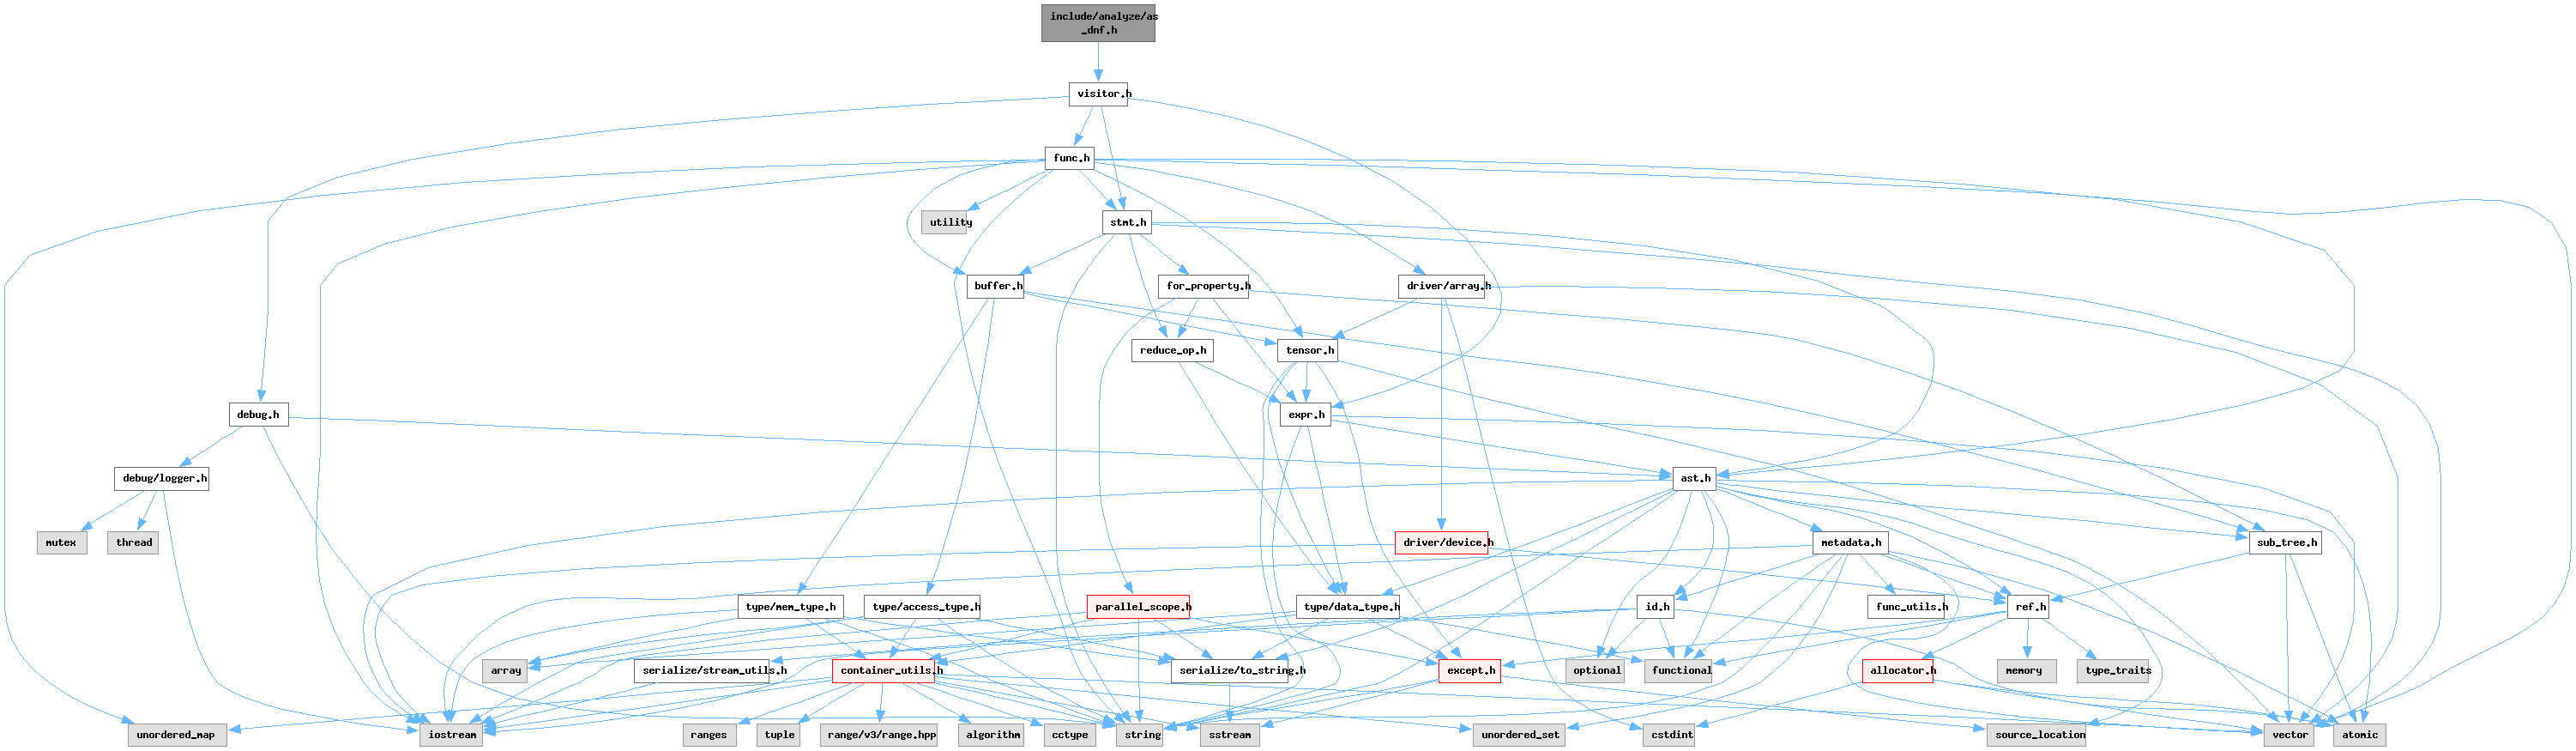 include/analyze/as
_dnf.h
visitor.h
func.h
utility
stmt.h
buffer.h
for_property.h
driver/array.h
reduce_op.h
tensor.h
debug.h
expr.h
debug/logger.h
ast.h
mutex
thread
driver/device.h
metadata.h
sub_tree.h
type/mem_type.h
type/access_type.h
parallel_scope.h
type/data_type.h
id.h
func_utils.h
ref.h
array
serialize/stream_utils.h
container_utils.h
serialize/to_string.h
except.h
optional
functional
allocator.h
memory
type_traits
unordered_map
iostream
ranges
tuple
range/v3/range.hpp
algorithm
cctype
string
sstream
unordered_set
cstdint
source_location
vector
atomic